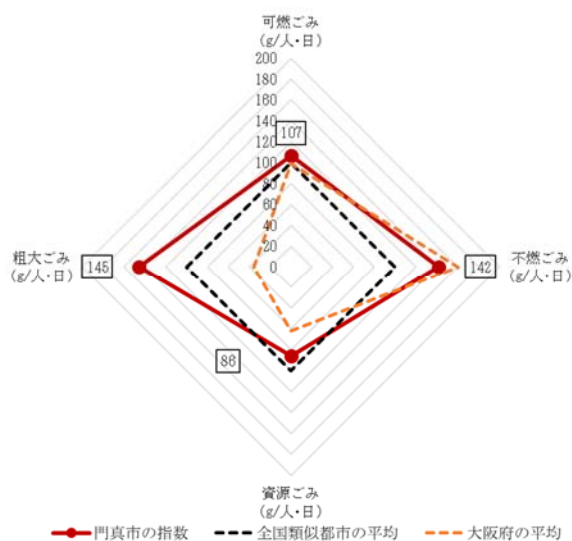 可燃ごみ
(g/人・日)
200
180
160
140
120
100
80
60
40
20
0
107
粗大ごみ
(g/人・日)
145
不燃ごみ
(g/人・日)
142
86
資源ごみ
(g/人・日)
門真市の指数
全国類似都市の平均
大阪府の平均